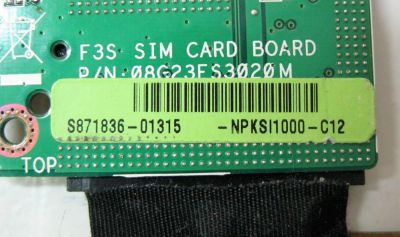 F3S SIM CARD BOARD
P/N:08G23FS3020M
S871836-01315 -NPKSI1000-C12
TOP